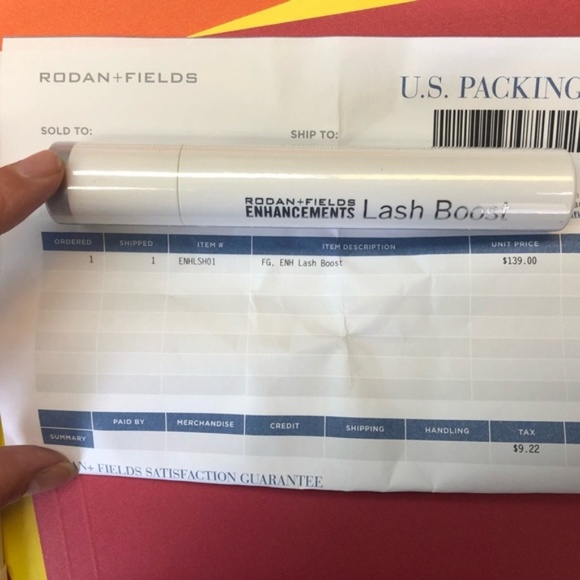 RODAN+FIELDS
U.S. PACKING
SOLD TO:
SHIP TO:
RODAN+FIELDS
ENHANCEMENTS Lash Boost
ORDERED SHIPPED ITEM # ITEM DESCRIPTION UNIT PRICE
1 1 ENHLSH01 FG, ENH Lash Boost $139.00
PAID BY MERCHANDISE CREDIT SHIPPING HANDLING TAX
SUMMARY
$9.22
AN+ FIELDS SATISFACTION GUARANTEE